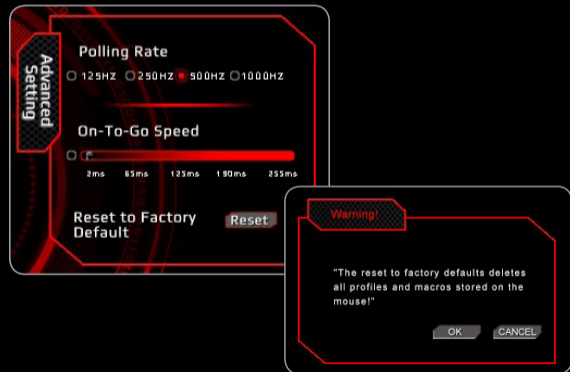 Advanced
Setting
Polling Rate
125HZ 250HZ 500HZ 1000HZ
On-To-Go Speed
2ms 65ms 125ms 190ms 255ms
Reset to Factory
Default
Reset
Warning!
"The reset to factory defaults deletes
all profiles and macros stored on the
mouse!"
OK CANCEL